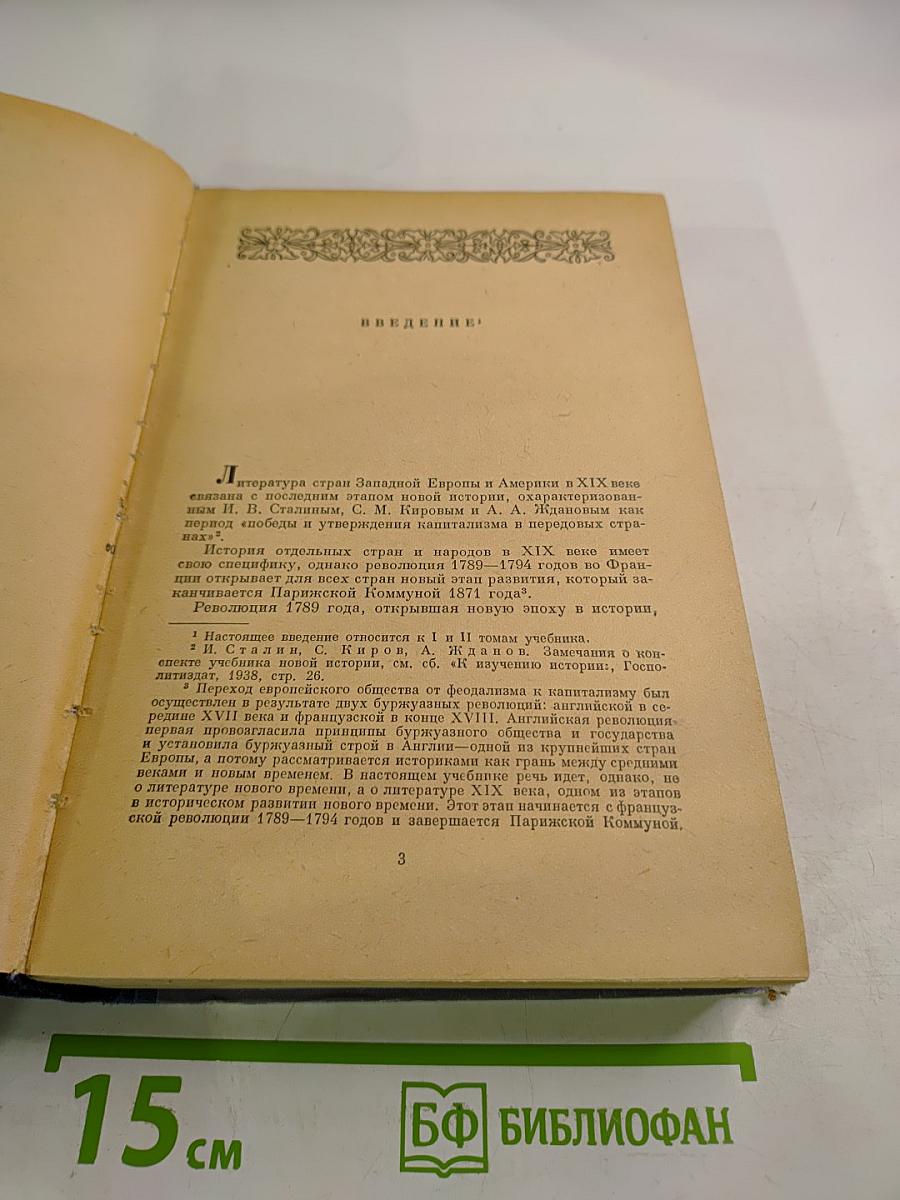 ВВЕДЕНИЕ¹
Литература стран Западной Европы и Америки в XIX веке
связана с последним этапом новой истории, охарактеризован-
ным И. В. Сталиным, С. М. Кировым и А. А. Ждановым как
период «победы и утверждения капитализма в передовых стра-
нах»².
История отдельных стран и народов в XIX веке имеет
свою специфику, однако революция 1789—1794 годов во Фран-
ции открывает для всех стран новый этап развития, который за-
канчивается Парижской Коммуной 1871 года³.
Революция 1789 года, открывшая новую эпоху в истории,
¹ Настоящее введение относится к I и II томам учебника.
² И. Сталин, С. Киров, А. Жданов. Замечания о кон-
спекте учебника новой истории, см. сб. «К изучению истории:, Госпо-
литиздат, 1938, стр. 26.
³ Переход европейского общества от феодализма к капитализму был
осуществлен в результате двух буржуазных революций: английской в се-
редине XVII века и французской в конце XVIII. Английская революция
первая провозгласила принципы буржуазного общества и государства
и установила буржуазный строй в Англии—одной из крупнейших стран
Европы, а потому рассматривается историками как грань между средними
веками и новым временем. В настоящем учебнике речь идет, однако, не
о литературе нового времени, а о литературе XIX века, одном из этапов
в историческом развитии нового времени. Этот этап начинается с француз-
ской революции 1789—1794 годов и завершается Парижской Коммуной.
3
15 см
БФ БИБЛИОФАН